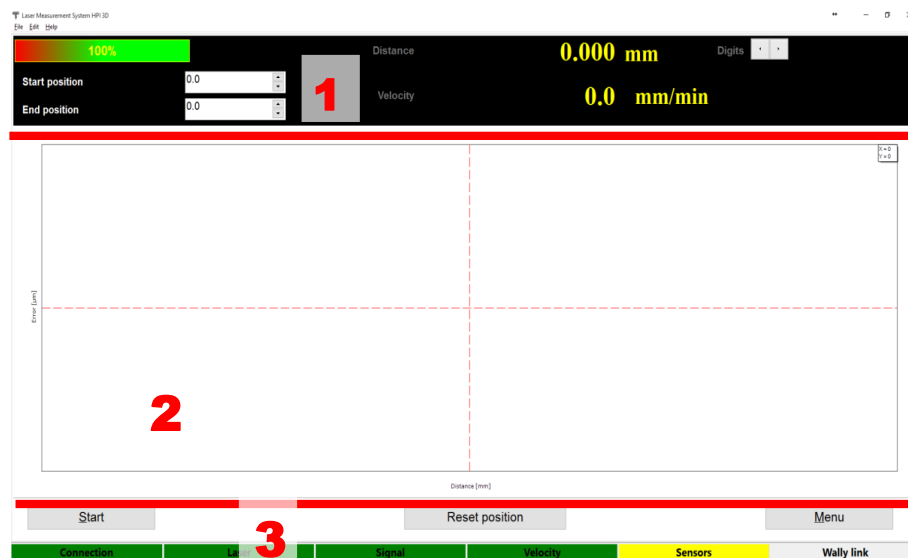 Laser Measurement System HPI 3D
File Edit Help
100%
Distance 0.000 mm Digits
Start position 0.0
1
Velocity 0.0 mm/min
End position 0.0
X = 0
Y = 0
Error [µm]
2
Distance [mm]
Start Reset position Menu
3
Connection Laser Signal Velocity Sensors Wally link